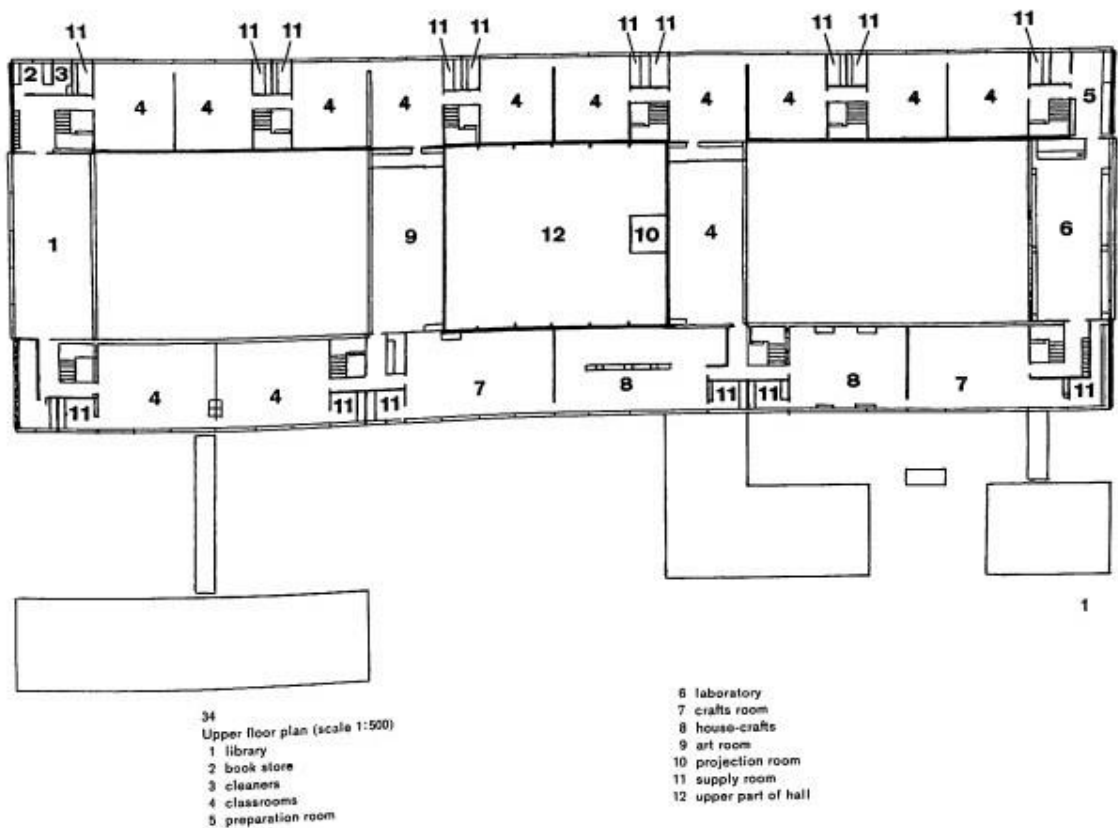 11 11 11 11 11 11 11 11 11 11
2 3 4 4 4 4 4 4 4 4 4 4 5
1 9 12 10 4 6
4 4 7 8 8 7
11 11 11 11 11 11
1
34
Upper floor plan (scale 1:500)
1 library
2 book store
3 cleaners
4 classrooms
5 preparation room
6 laboratory
7 crafts room
8 house-crafts
9 art room
10 projection room
11 supply room
12 upper part of hall